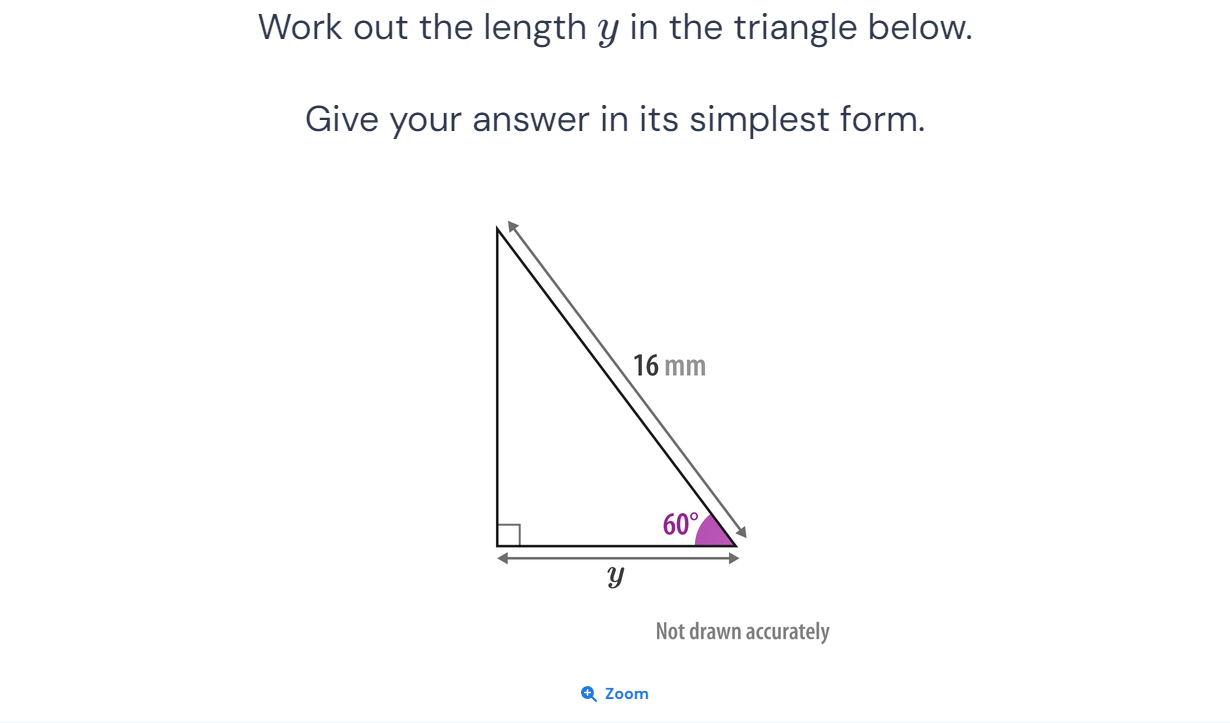 Work out the length y in the triangle below.
Give your answer in its simplest form.
16 mm
60°
y
Not drawn accurately
Zoom